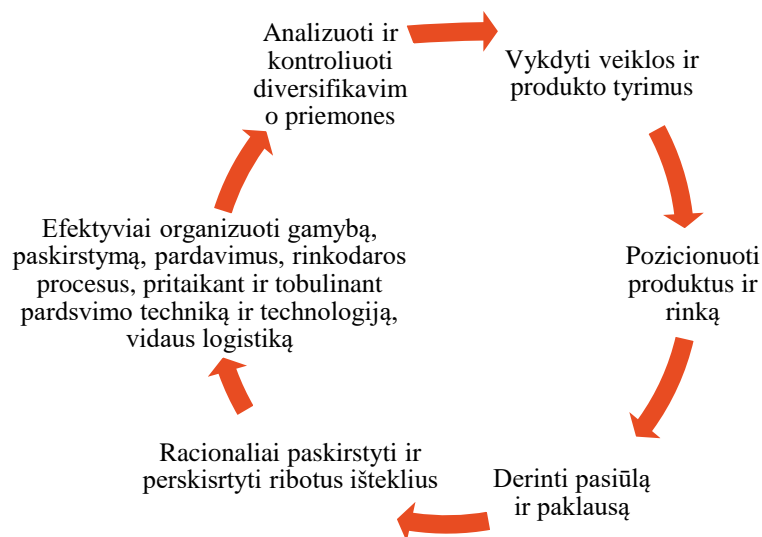 Analizuoti ir
kontroliuoti
diversifikavim
o priemones
Vykdyti veiklos ir
produkto tyrimus
Pozicionuoti
produktus ir
rinką
Derinti pasiūlą
ir paklausą
Racionaliai paskirstyti ir
perskisrtyti ribotus išteklius
Efektyviai organizuoti gamybą,
paskirstymą, pardavimus, rinkodaros
procesus, pritaikant ir tobulinant
pardsvimo techniką ir technologiją,
vidaus logistiką